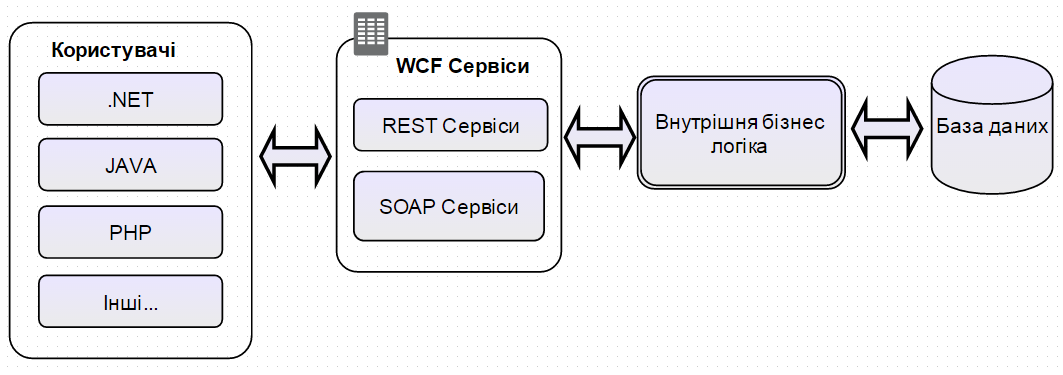 Користувачі
.NET
JAVA
PHP
Інші...
WCF Сервіси
REST Сервіси
SOAP Сервіси
Внутрішня бізнес
логіка
База даних